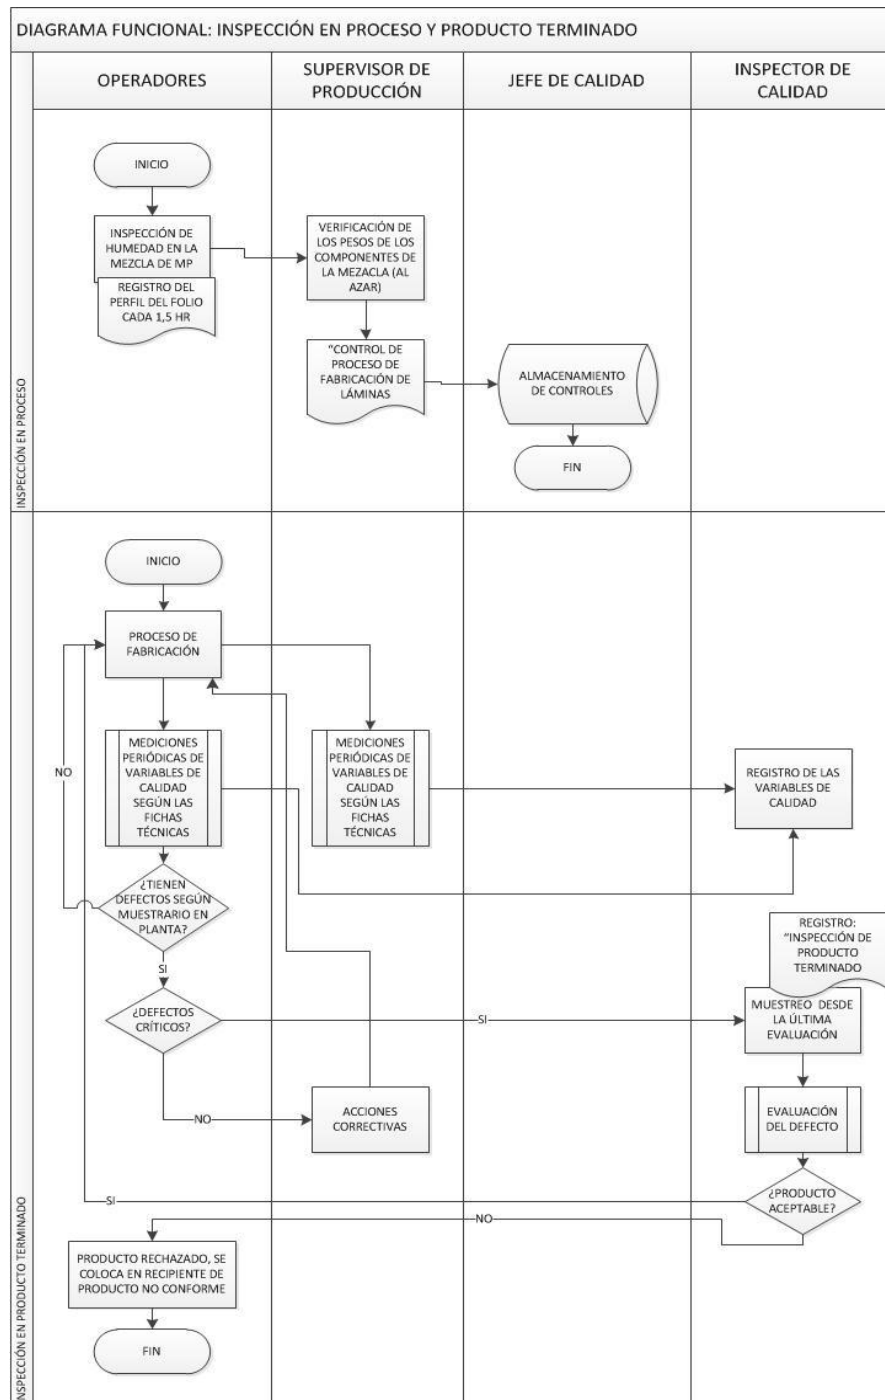 DIAGRAMA FUNCIONAL: INSPECCIÓN EN PROCESO Y PRODUCTO TERMINADO
OPERADORES
SUPERVISOR DE
PRODUCCIÓN
JEFE DE CALIDAD
INSPECTOR DE
CALIDAD
INSPECCIÓN EN PROCESO
INICIO
INSPECCIÓN DE
HUMEDAD EN LA
MEZCLA DE MP
REGISTRO DEL
PERFIL DEL FOLIO
CADA 1,5 HR
VERIFICACIÓN DE
LOS PESOS DE LOS
COMPONENTES DE
LA MEZACLA (AL
AZAR)
"CONTROL DE
PROCESO DE
FABRICACIÓN DE
LÁMINAS
ALMACENAMIENTO
DE CONTROLES
FIN
NSPECCIÓN EN PRODUCTO TERMINADO
INICIO
PROCESO DE
FABRICACIÓN
MEDICIONES
PERIÓDICAS DE
VARIABLES DE
CALIDAD
SEGÚN LAS
FICHAS
TÉCNICAS
MEDICIONES
PERIÓDICAS DE
VARIABLES DE
CALIDAD
SEGÚN LAS
FICHAS
TÉCNICAS
REGISTRO DE LAS
VARIABLES DE
CALIDAD
NO
¿TIENEN
DEFECTOS SEGÚN
MUESTRARIO EN
PLANTA?
SI
¿DEFECTOS
CRÍTICOS?
SI
REGISTRO:
"INSPECCIÓN DE
PRODUCTO
TERMINADO
MUESTREO DESDE
LA ÚLTIMA
EVALUACIÓN
NO
ACCIONES
CORRECTIVAS
EVALUACIÓN
DEL DEFECTO
¿PRODUCTO
ACEPTABLE?
SI
NO
PRODUCTO RECHAZADO, SE
COLOCA EN RECIPIENTE DE
PRODUCTO NO CONFORME
FIN